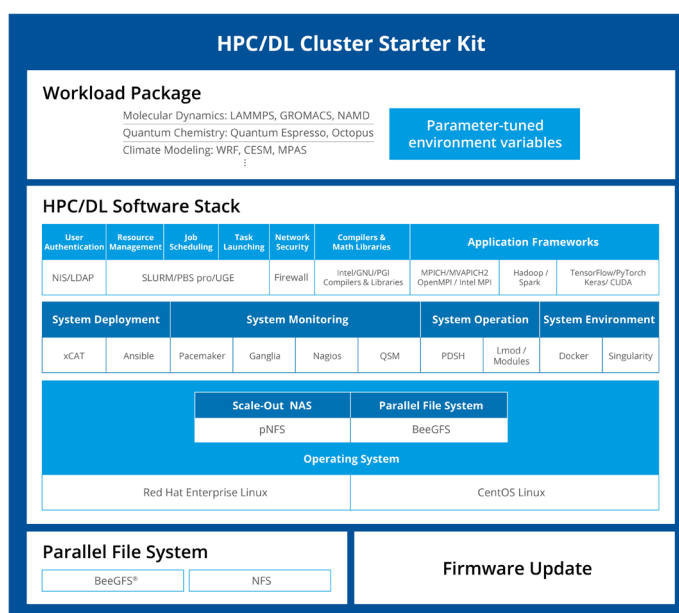 HPC/DL Cluster Starter Kit
Workload Package
Molecular Dynamics: LAMMPS, GROMACS, NAMD
Quantum Chemistry: Quantum Espresso, Octopus
Climate Modeling: WRF, CESM, MPAS
⋮
Parameter-tuned
environment variables
HPC/DL Software Stack
User
Authentication
Resource
Management
Job
Scheduling
Task
Launching
Network
Security
Compilers &
Math Libraries
Application Frameworks
NIS/LDAP
SLURM/PBS pro/UGE
Firewall
Intel/GNU/PGI
Compilers & Libraries
MPICH/MVAPICH2
OpenMPI / Intel MPI
Hadoop /
Spark
TensorFlow/PyTorch
Keras/ CUDA
System Deployment
System Monitoring
System Operation
System Environment
xCAT
Ansible
Pacemaker
Ganglia
Nagios
QSM
PDSH
Lmod /
Modules
Docker
Singularity
Scale-Out NAS
Parallel File System
pNFS
BeeGFS
Operating System
Red Hat Enterprise Linux
CentOS Linux
Parallel File System
BeeGFS®
NFS
Firmware Update